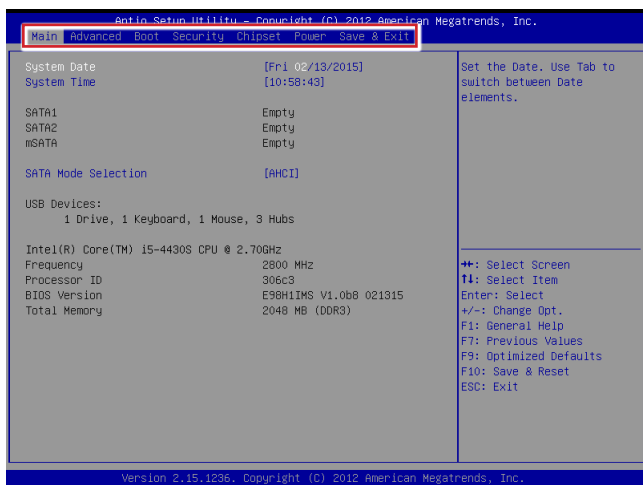 Aptio Setup Utility - Copyright (C) 2012 American Megatrends, Inc.
Main Advanced Boot Security Chipset Power Save & Exit
System Date [Fri 02/13/2015]
System Time [10:58:43]
SATA1 Empty
SATA2 Empty
mSATA Empty
SATA Mode Selection [AHCI]
USB Devices:
1 Drive, 1 Keyboard, 1 Mouse, 3 Hubs
Intel(R) Core(TM) i5-4430S CPU @ 2.70GHz
Frequency 2800 MHz
Processor ID 306c3
BIOS Version E98H1IMS V1.0b8 021315
Total Memory 2048 MB (DDR3)
Set the Date. Use Tab to
switch between Date
elements.
→←: Select Screen
↑↓: Select Item
Enter: Select
+/-: Change Opt.
F1: General Help
F7: Previous Values
F9: Optimized Defaults
F10: Save & Reset
ESC: Exit
Version 2.15.1236. Copyright (C) 2012 American Megatrends, Inc.